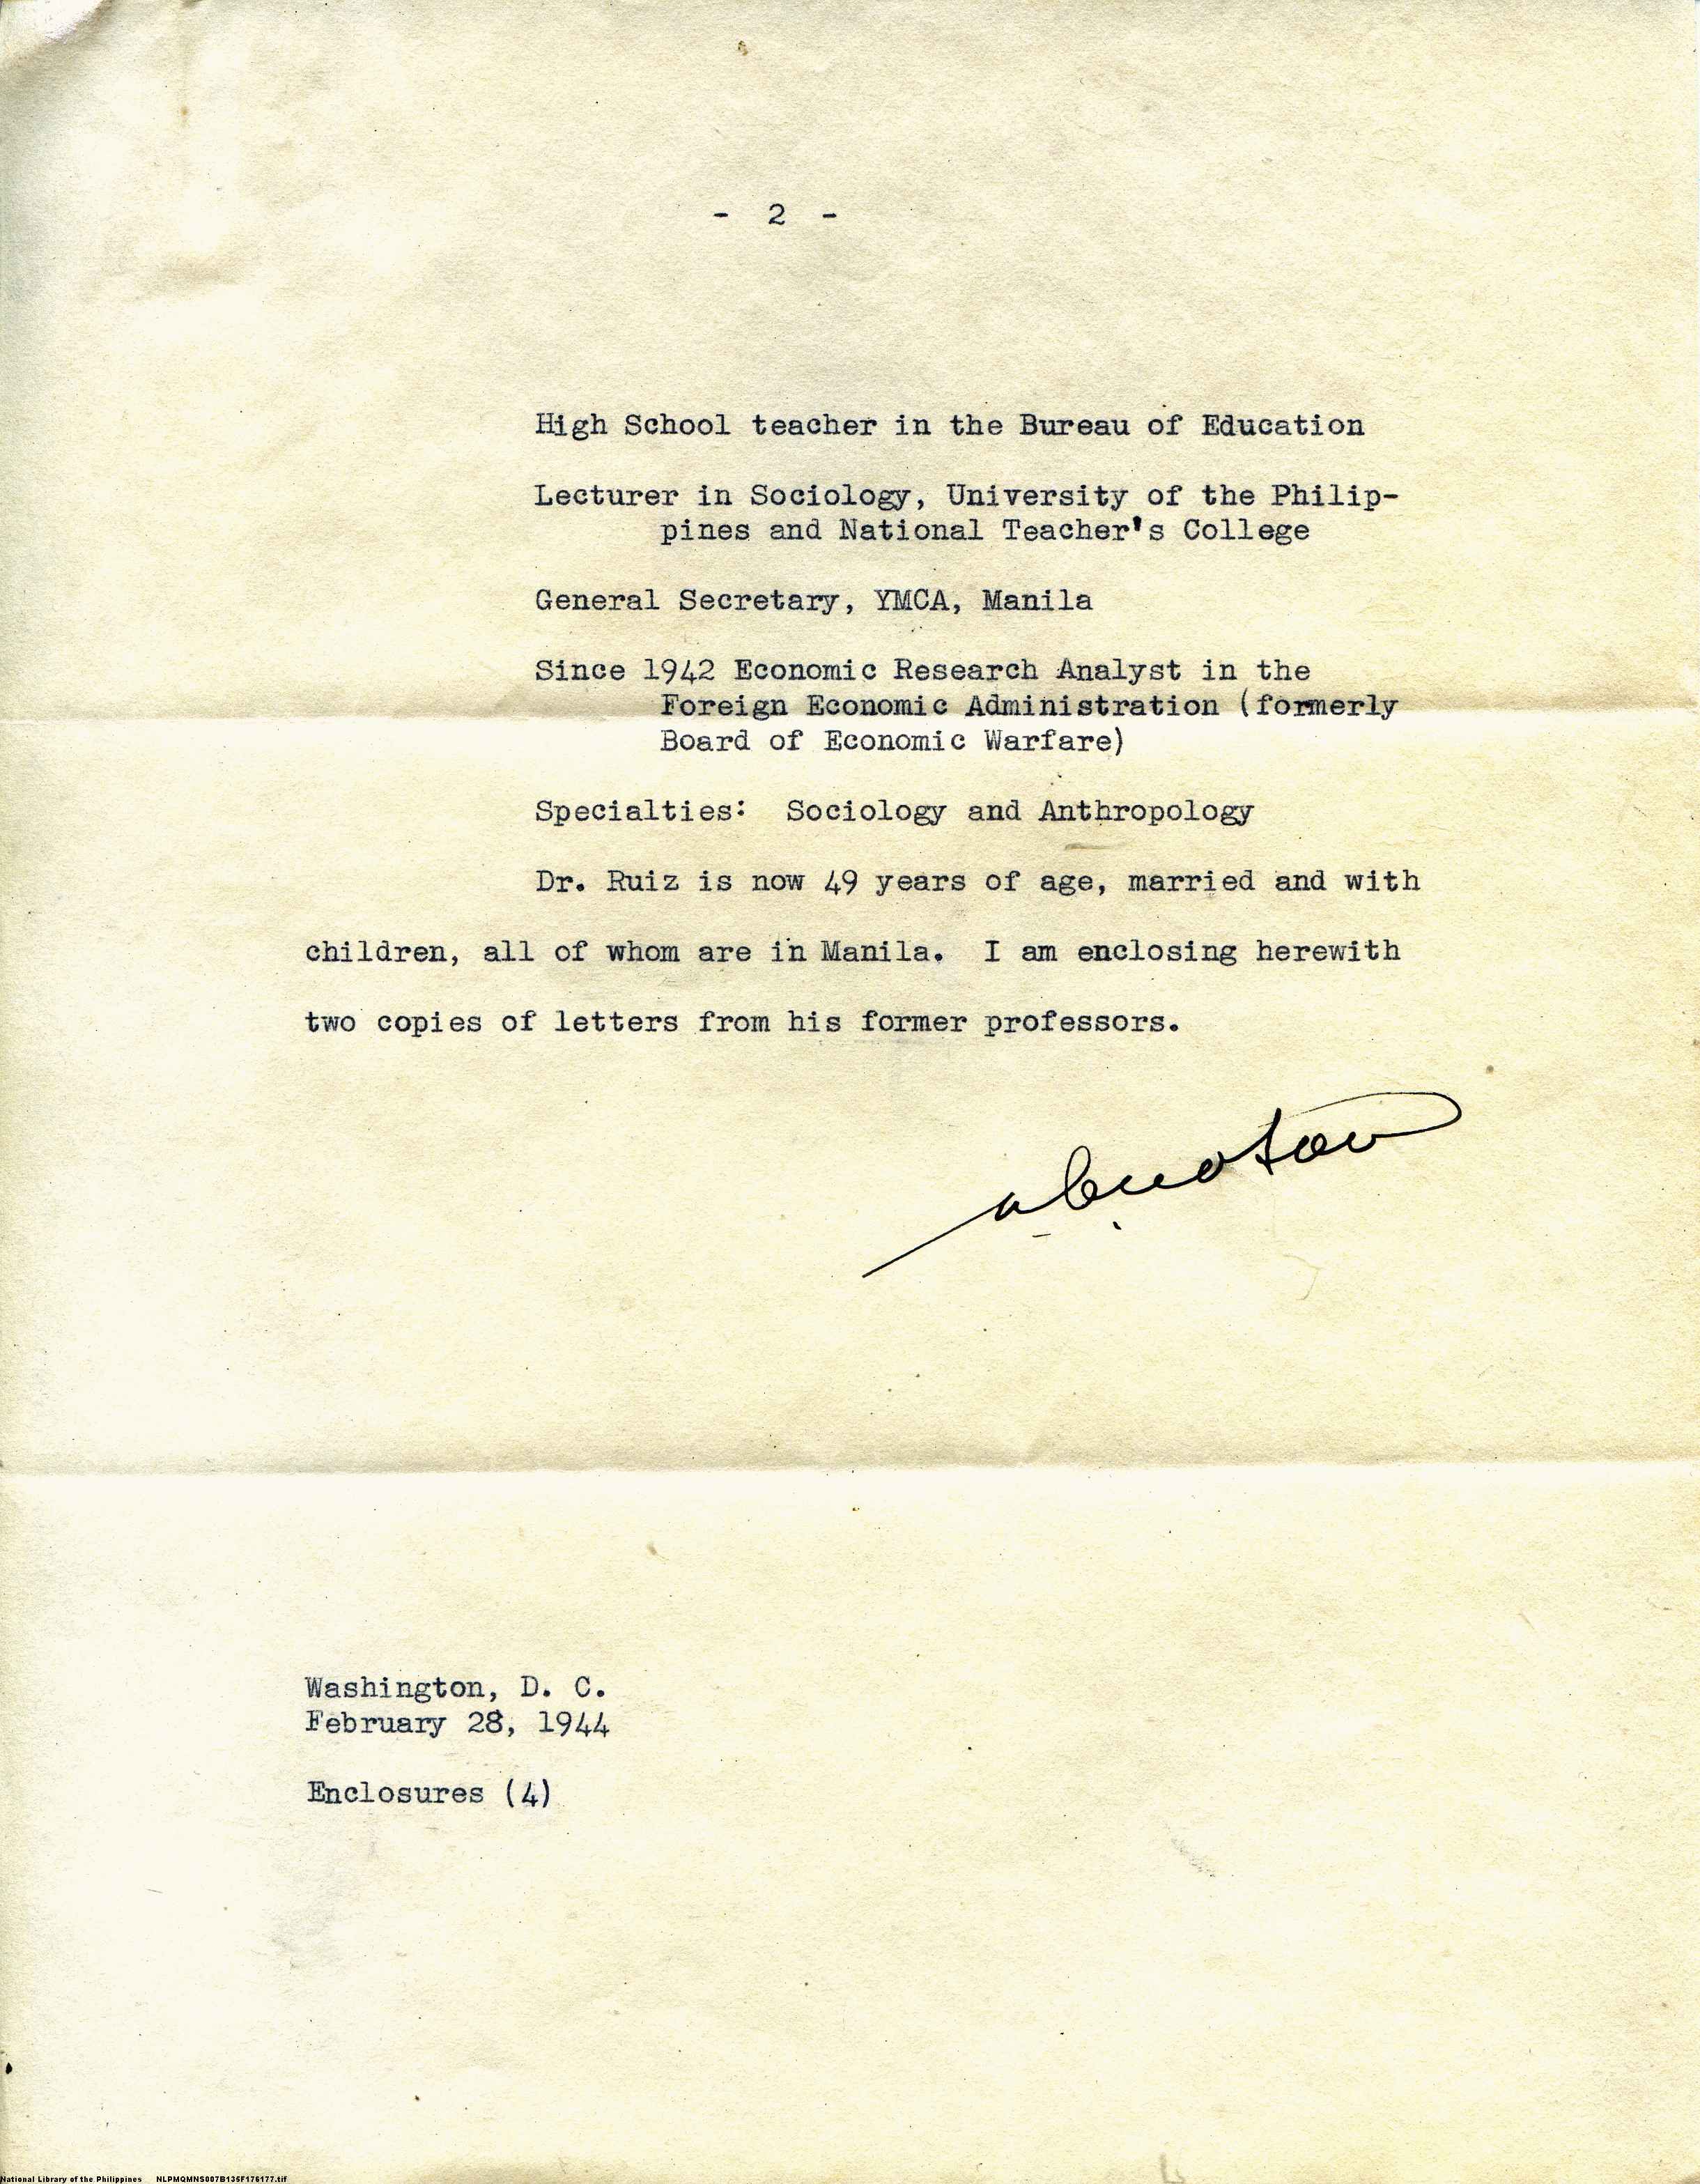 - 2 -
High School teacher in the Bureau of Education
Lecturer in Sociology, University of the Philip-
pines and National Teacher's College
General Secretary, YMCA, Manila
Since 1942 Economic Research Analyst in the
Foreign Economic Administration (formerly
Board of Economic Warfare)
Specialties: Sociology and Anthropology
Dr. Ruiz is now 49 years of age, married and with
children, all of whom are in Manila. I am enclosing herewith
two copies of letters from his former professors.
Washington, D. C.
February 28, 1944
Enclosures (4)
National Library of the Philippines NLPMQMNS007B135F176177.tif